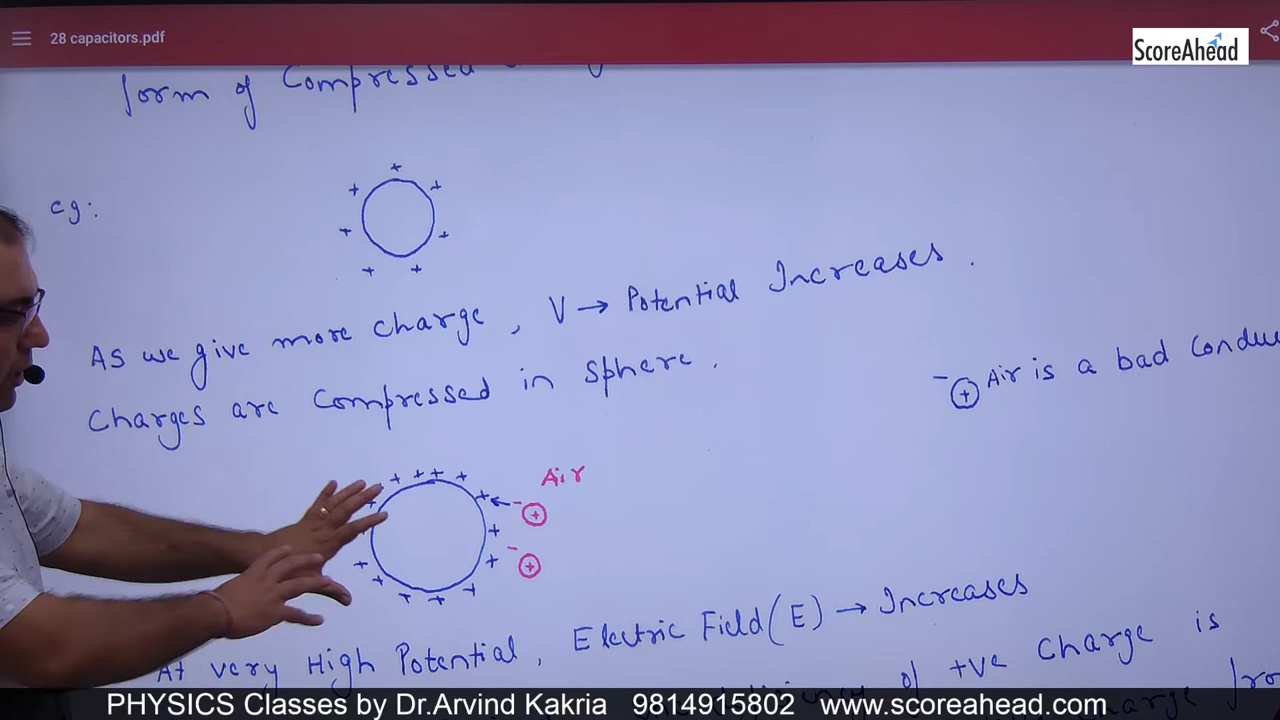 28 capacitors.pdf
ScoreAhead
form of Compressed
eg:
As we give more charge, V → Potential Increases.
Charges are compressed in sphere.
Air is a bad
Air
At very High Potential, Electric Field (E) → Increases
of +ve Charge is
PHYSICS Classes by Dr.Arvind Kakria 9814915802 www.scoreahead.com